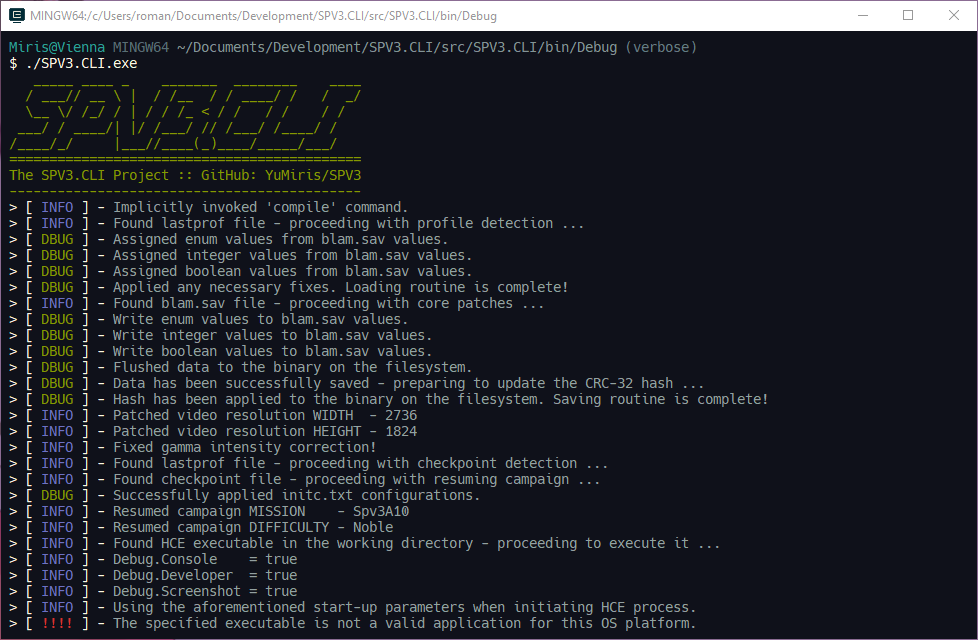 MINGW64:/c/Users/roman/Documents/Development/SPV3.CLI/src/SPV3.CLI/bin/Debug
Miris@Vienna MINGW64 ~/Documents/Development/SPV3.CLI/src/SPV3.CLI/bin/Debug (verbose)
$ ./SPV3.CLI.exe
SPV3.CLI
=============================================
The SPV3.CLI Project :: GitHub: YuMiris/SPV3
---------------------------------------------
> [ INFO ] - Implicitly invoked 'compile' command.
> [ INFO ] - Found lastprof file - proceeding with profile detection ...
> [ DBUG ] - Assigned enum values from blam.sav values.
> [ DBUG ] - Assigned integer values from blam.sav values.
> [ DBUG ] - Assigned boolean values from blam.sav values.
> [ DBUG ] - Applied any necessary fixes. Loading routine is complete!
> [ INFO ] - Found blam.sav file - proceeding with core patches ...
> [ DBUG ] - Write enum values to blam.sav values.
> [ DBUG ] - Write integer values to blam.sav values.
> [ DBUG ] - Write boolean values to blam.sav values.
> [ DBUG ] - Flushed data to the binary on the filesystem.
> [ DBUG ] - Data has been successfully saved - preparing to update the CRC-32 hash ...
> [ DBUG ] - Hash has been applied to the binary on the filesystem. Saving routine is complete!
> [ INFO ] - Patched video resolution WIDTH  - 2736
> [ INFO ] - Patched video resolution HEIGHT - 1824
> [ INFO ] - Fixed gamma intensity correction!
> [ INFO ] - Found lastprof file - proceeding with checkpoint detection ...
> [ INFO ] - Found checkpoint file - proceeding with resuming campaign ...
> [ DBUG ] - Successfully applied initc.txt configurations.
> [ INFO ] - Resumed campaign MISSION    - Spv3A10
> [ INFO ] - Resumed campaign DIFFICULTY - Noble
> [ INFO ] - Found HCE executable in the working directory - proceeding to execute it ...
> [ INFO ] - Debug.Console    = true
> [ INFO ] - Debug.Developer  = true
> [ INFO ] - Debug.Screenshot = true
> [ INFO ] - Using the aforementioned start-up parameters when initiating HCE process.
> [ !!!! ] - The specified executable is not a valid application for this OS platform.